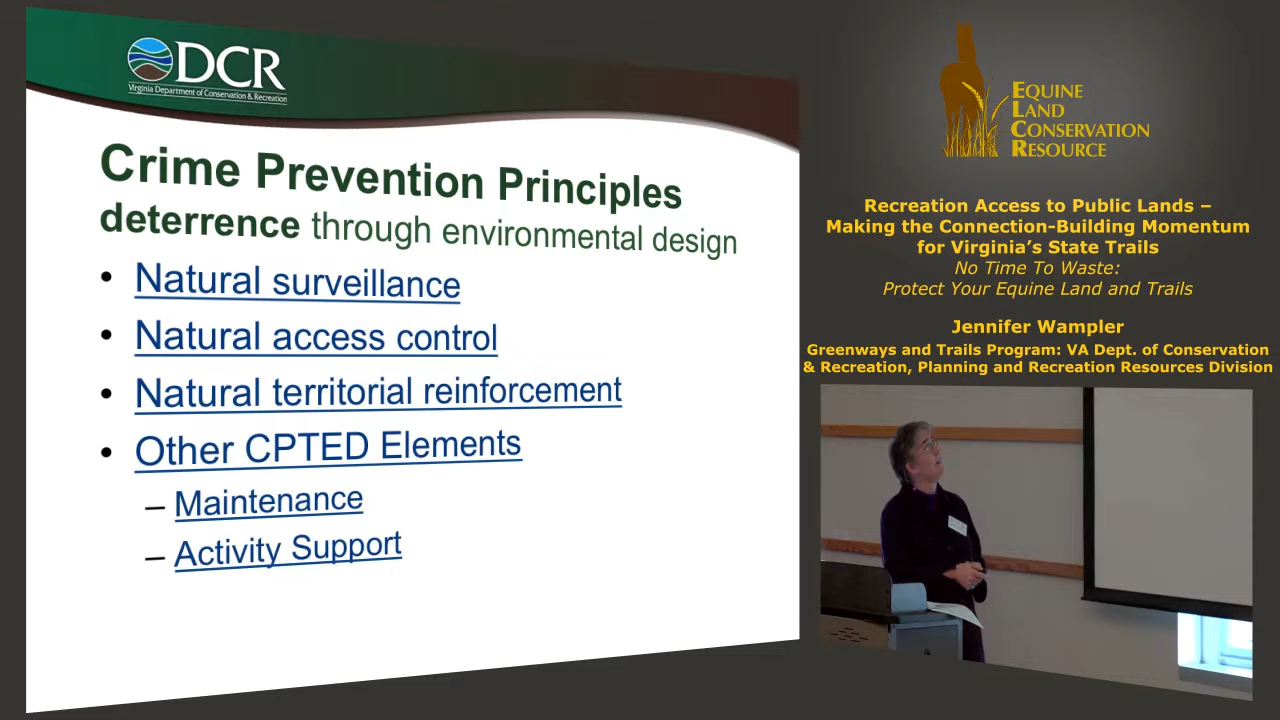 DCR
Virginia Department of Conservation & Recreation
Crime Prevention Principles
deterrence through environmental design
• Natural surveillance
• Natural access control
• Natural territorial reinforcement
• Other CPTED Elements
– Maintenance
– Activity Support
EQUINE
LAND
CONSERVATION
RESOURCE
Recreation Access to Public Lands –
Making the Connection-Building Momentum
for Virginia's State Trails
No Time To Waste:
Protect Your Equine Land and Trails
Jennifer Wampler
Greenways and Trails Program: VA Dept. of Conservation
& Recreation, Planning and Recreation Resources Division